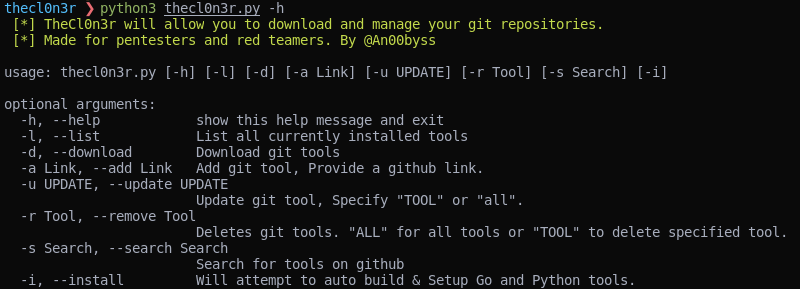 thecl0n3r ❯ python3 thecl0n3r.py -h
[*] TheCl0n3r will allow you to download and manage your git repositories.
[*] Made for pentesters and red teamers. By @An00byss
usage: thecl0n3r.py [-h] [-l] [-d] [-a Link] [-u UPDATE] [-r Tool] [-s Search] [-i]
optional arguments:
-h, --help            show this help message and exit
-l, --list            List all currently installed tools
-d, --download        Download git tools
-a Link, --add Link   Add git tool, Provide a github link.
-u UPDATE, --update UPDATE
Update git tool, Specify "TOOL" or "all".
-r Tool, --remove Tool
Deletes git tools. "ALL" for all tools or "TOOL" to delete specified tool.
-s Search, --search Search
Search for tools on github
-i, --install         Will attempt to auto build & Setup Go and Python tools.